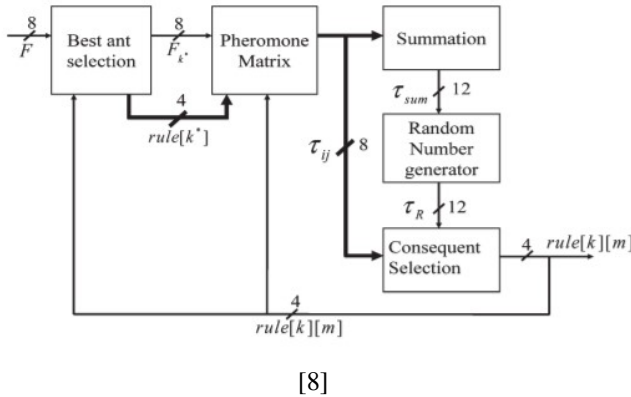 8
F
Best ant
selection
8
F_{k^*}
Pheromone
Matrix
Summation
4
rule[k^*]
τ_{sum}
12
Random
Number
generator
τ_{ij}
8
τ_R
12
Consequent
Selection
4
rule[k][m]
4
rule[k][m]
[8]